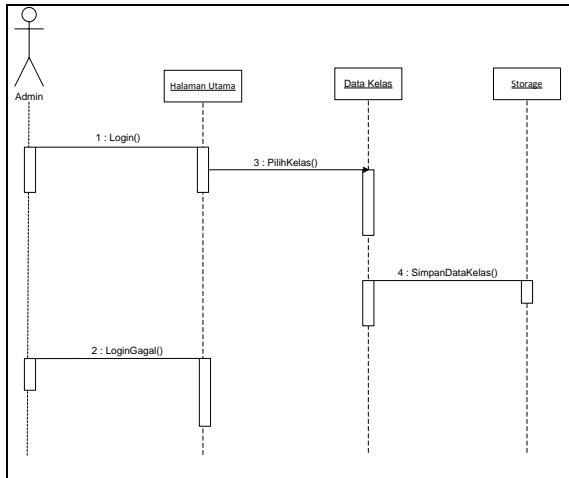 Admin
Halaman Utama
Data Kelas
Storage
1 : Login()
3 : PilihKelas()
4 : SimpanDataKelas()
2 : LoginGagal()